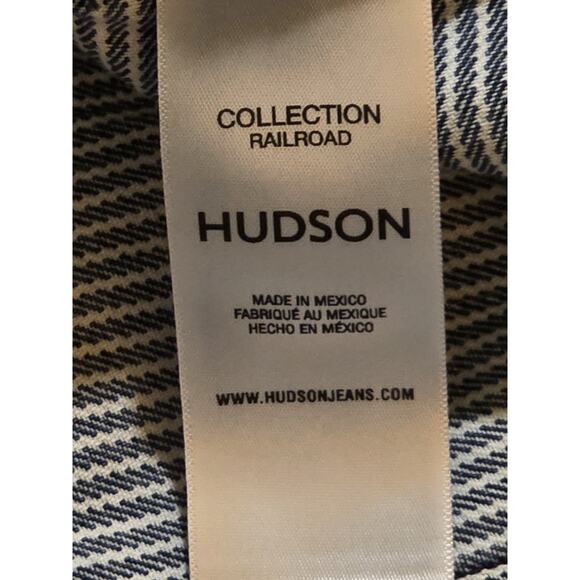 COLLECTION
RAILROAD
HUDSON
MADE IN MEXICO
FABRIQUÉ AU MEXIQUE
HECHO EN MÉXICO
WWW.HUDSONJEANS.COM